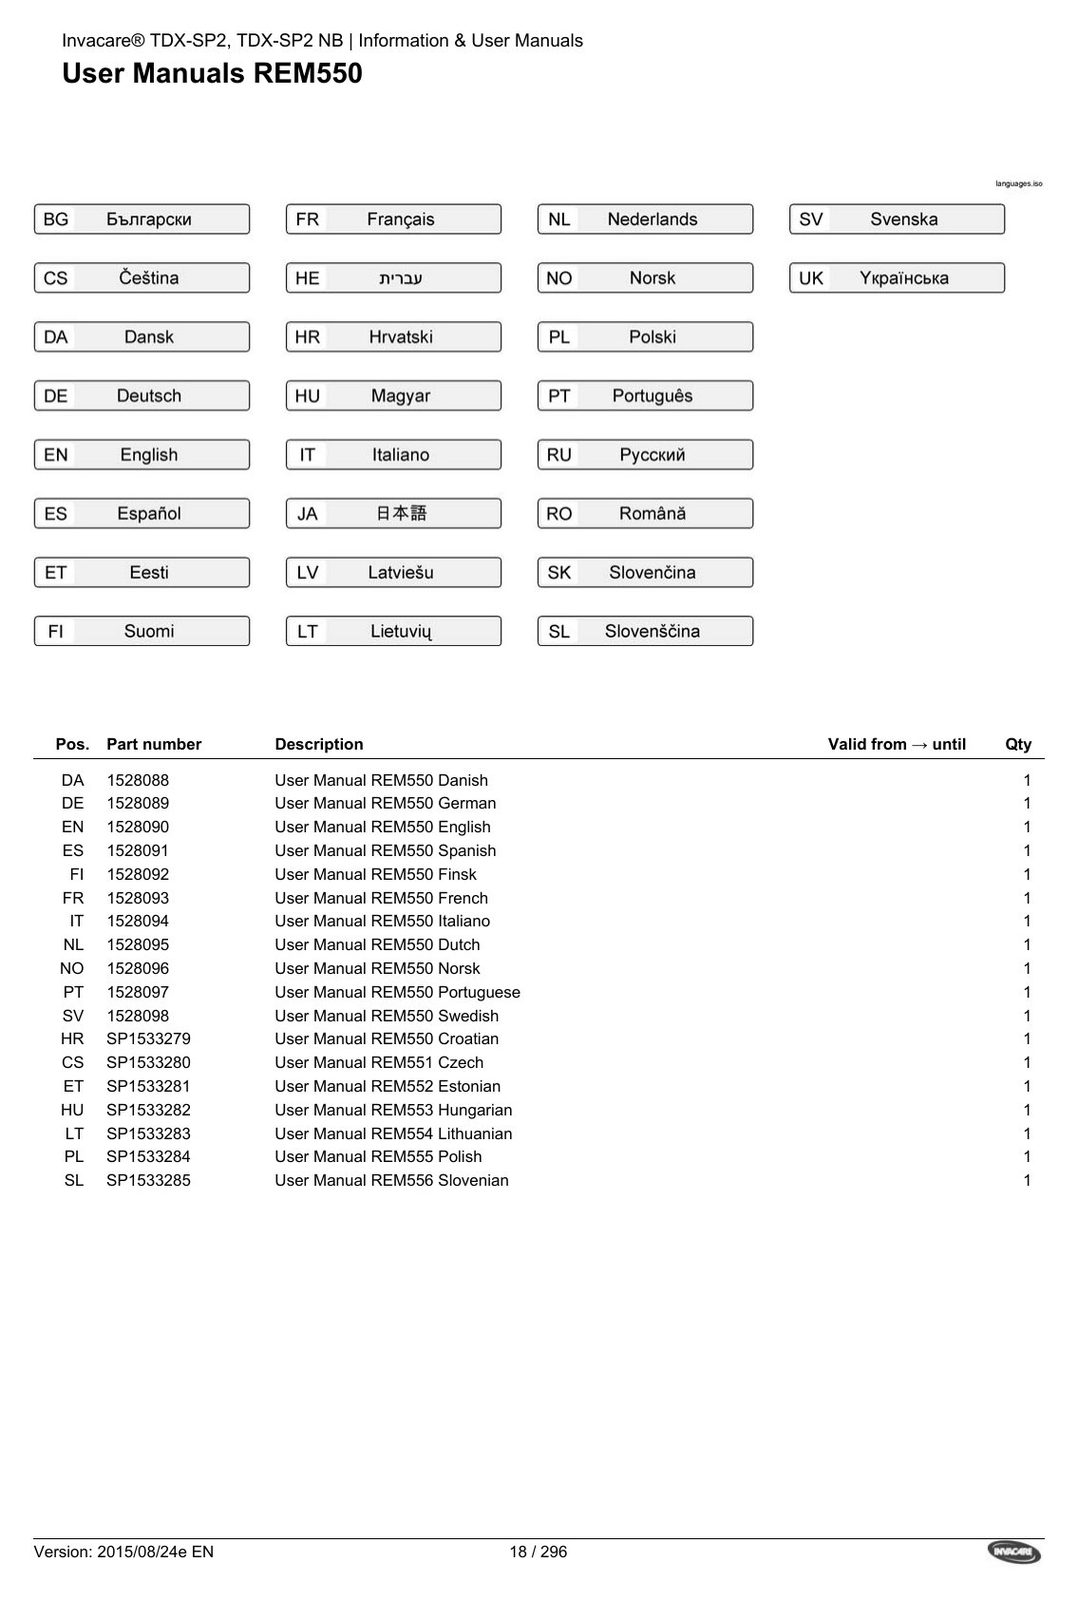 Invacare® TDX-SP2, TDX-SP2 NB | Information & User Manuals
User Manuals REM550
languages.iso
BG Български FR Français NL Nederlands SV Svenska
CS Čeština HE עברית NO Norsk UK Yкраїнська
DA Dansk HR Hrvatski PL Polski
DE Deutsch HU Magyar PT Português
EN English IT Italiano RU Русский
ES Español JA 日本語 RO Română
ET Eesti LV Latviešu SK Slovenčina
FI Suomi LT Lietuvių SL Slovenščina
Pos. Part number Description Valid from → until Qty
DA 1528088 User Manual REM550 Danish 1
DE 1528089 User Manual REM550 German 1
EN 1528090 User Manual REM550 English 1
ES 1528091 User Manual REM550 Spanish 1
FI 1528092 User Manual REM550 Finsk 1
FR 1528093 User Manual REM550 French 1
IT 1528094 User Manual REM550 Italiano 1
NL 1528095 User Manual REM550 Dutch 1
NO 1528096 User Manual REM550 Norsk 1
PT 1528097 User Manual REM550 Portuguese 1
SV 1528098 User Manual REM550 Swedish 1
HR SP1533279 User Manual REM550 Croatian 1
CS SP1533280 User Manual REM551 Czech 1
ET SP1533281 User Manual REM552 Estonian 1
HU SP1533282 User Manual REM553 Hungarian 1
LT SP1533283 User Manual REM554 Lithuanian 1
PL SP1533284 User Manual REM555 Polish 1
SL SP1533285 User Manual REM556 Slovenian 1
Version: 2015/08/24e EN 18 / 296 INVACARE